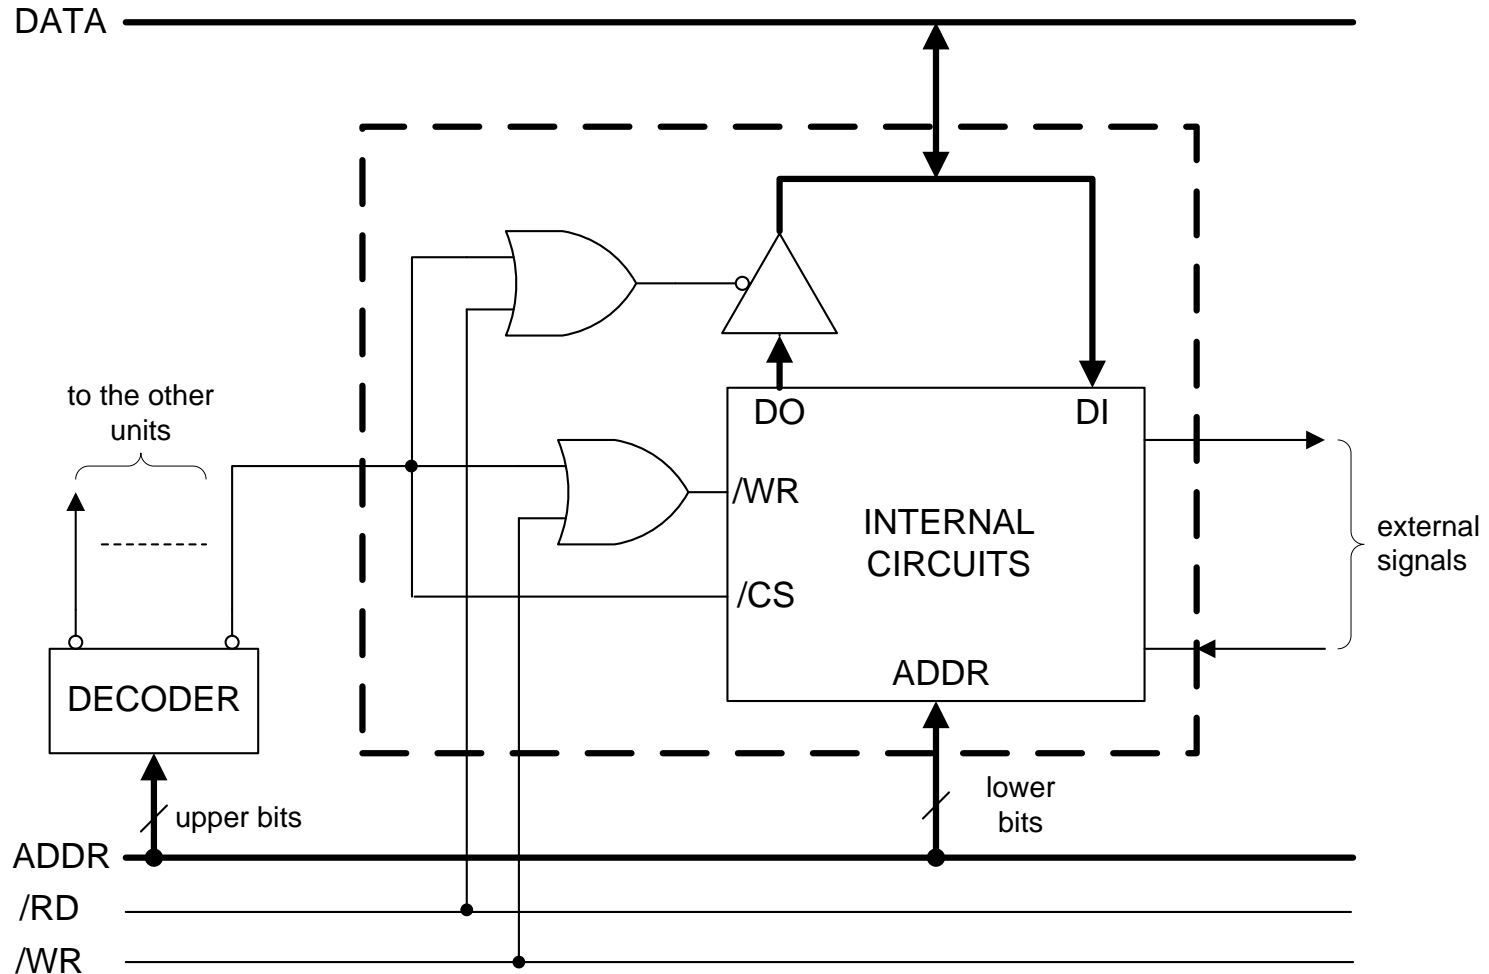 DATA
to the other
units
DO
DI
/WR
INTERNAL
CIRCUITS
external
signals
/CS
ADDR
DECODER
lower
bits
upper bits
ADDR
/RD
/WR